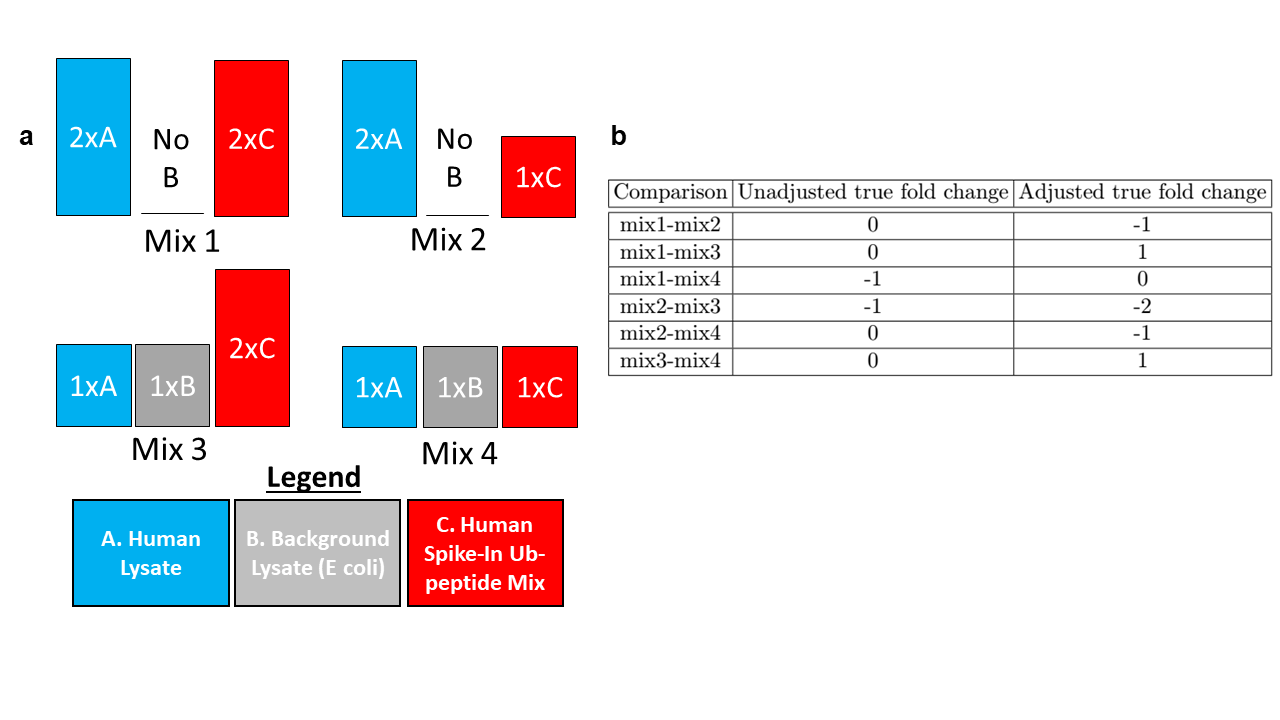 a
2xA
No
B
2xC
Mix 1
2xA
No
B
1xC
Mix 2
1xA
1xB
2xC
Mix 3
1xA
1xB
1xC
Mix 4
Legend
A. Human
Lysate
B. Background
Lysate (E coli)
C. Human
Spike-In Ub-
peptide Mix
b
Comparison Unadjusted true fold change Adjusted true fold change
mix1-mix2 0 -1
mix1-mix3 0 1
mix1-mix4 -1 0
mix2-mix3 -1 -2
mix2-mix4 0 -1
mix3-mix4 0 1